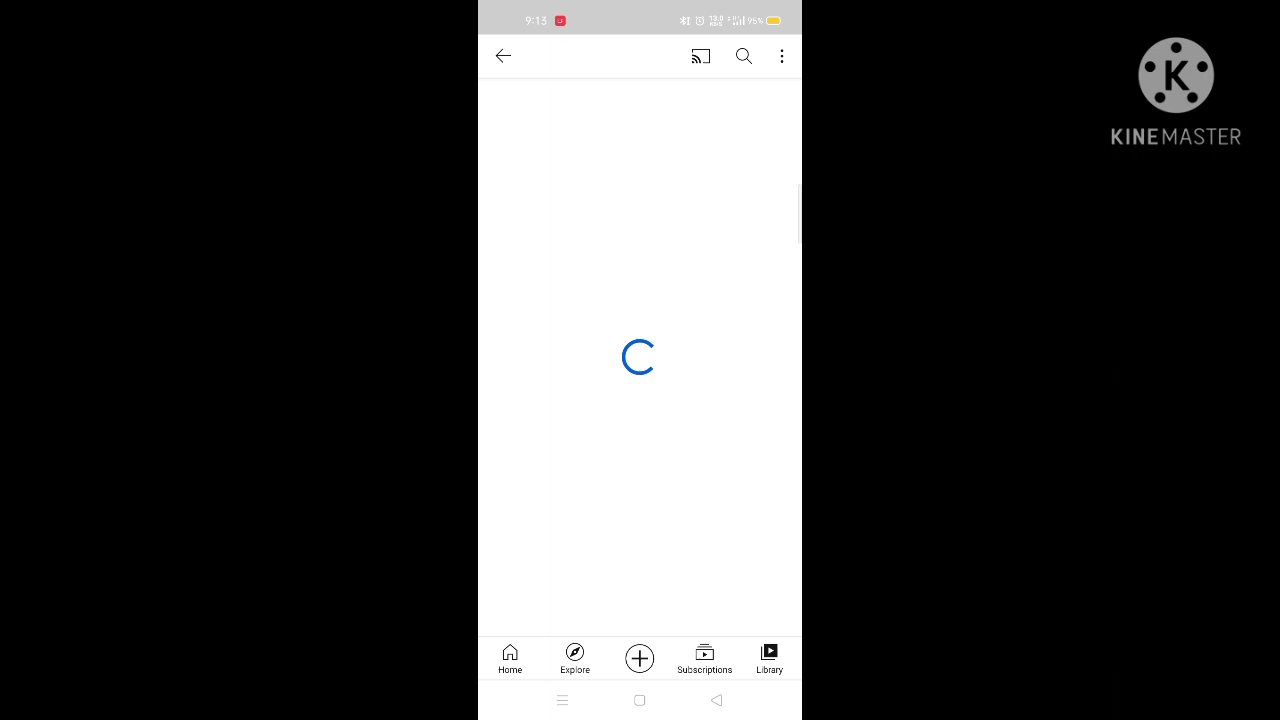 9:13
95%
K
KINEMASTER
Home
Explore
Subscriptions
Library